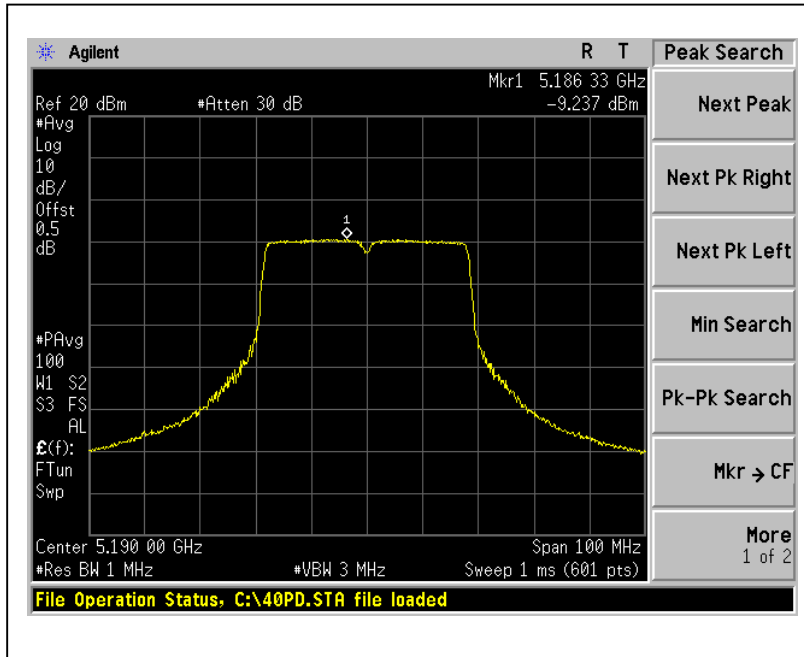 Agilent R T
Peak Search
Mkr1 5.186 33 GHz
Ref 20 dBm #Atten 30 dB -9.237 dBm
#Avg
Log
10
dB/
Offst
0.5
dB
1
#PAvg
100
W1 S2
S3 FS
AL
£(f):
FTun
Swp
Center 5.190 00 GHz Span 100 MHz
#Res BW 1 MHz #VBW 3 MHz Sweep 1 ms (601 pts)
File Operation Status, C:\40PD.STA file loaded
Next Peak
Next Pk Right
Next Pk Left
Min Search
Pk-Pk Search
Mkr → CF
More
1 of 2